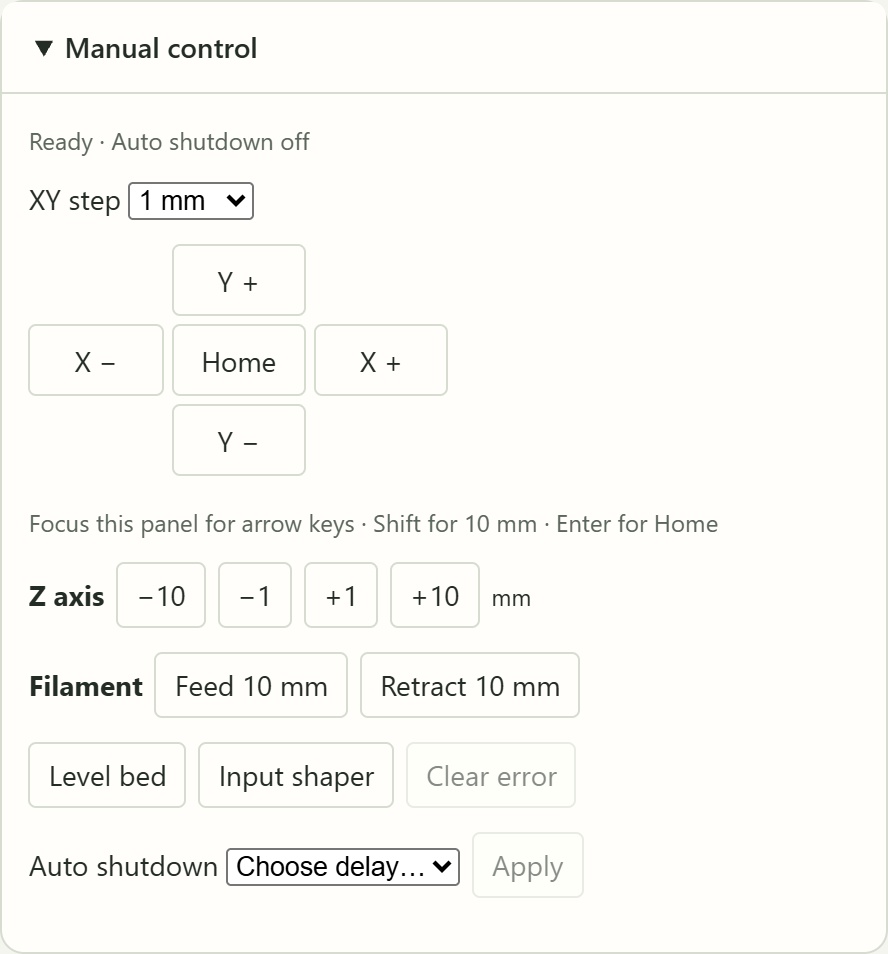 ▼ Manual control
Ready · Auto shutdown off
XY step 1 mm
Y +
X − Home X +
Y −
Focus this panel for arrow keys · Shift for 10 mm · Enter for Home
Z axis −10 −1 +1 +10 mm
Filament Feed 10 mm Retract 10 mm
Level bed Input shaper Clear error
Auto shutdown Choose delay… Apply